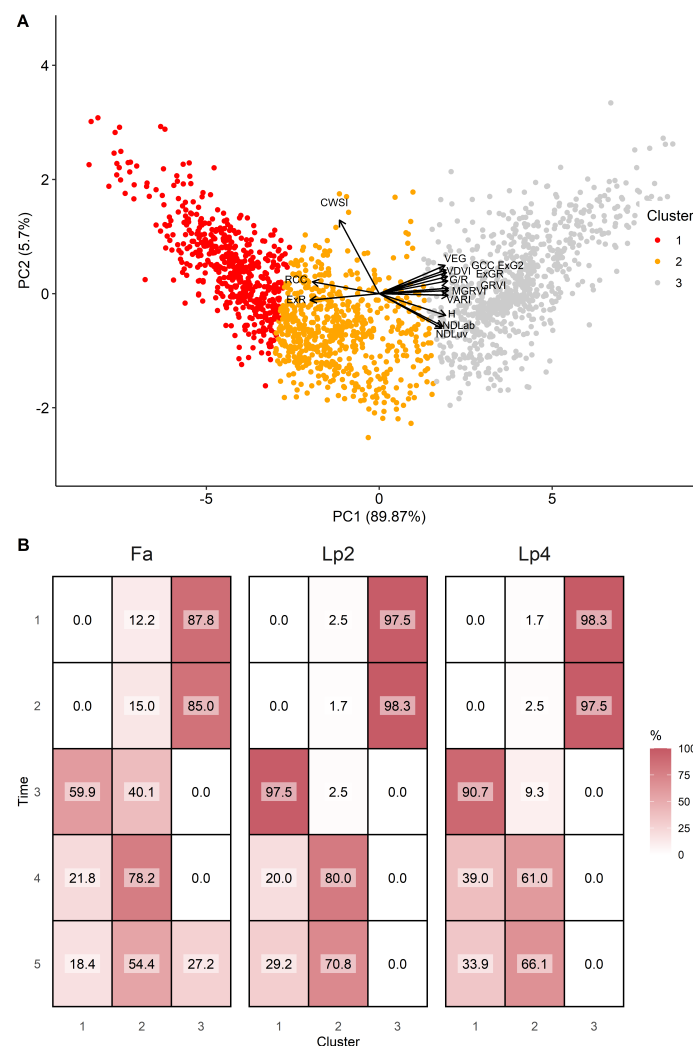 A
4
2
0
-2
PC2 (5.7%)
-5
0
5
PC1 (89.87%)
CWSI
RCC
ExR
VEG
VDVI
GCC ExG2
ExGR
G/R
GRVI
MGRVI
VARI
H
NDLab
NDLuv
Cluster
1
2
3
B
Fa Lp2 Lp4
1 0.0 12.2 87.8 0.0 2.5 97.5 0.0 1.7 98.3
2 0.0 15.0 85.0 0.0 1.7 98.3 0.0 2.5 97.5
3 59.9 40.1 0.0 97.5 2.5 0.0 90.7 9.3 0.0
4 21.8 78.2 0.0 20.0 80.0 0.0 39.0 61.0 0.0
5 18.4 54.4 27.2 29.2 70.8 0.0 33.9 66.1 0.0
1 2 3 1 2 3 1 2 3
Time
Cluster
%
100
75
50
25
0